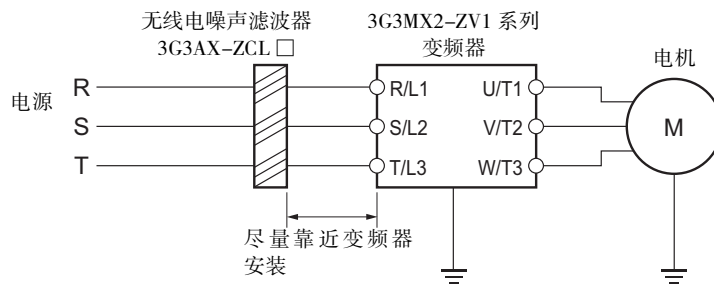 无线电噪声滤波器
3G3AX-ZCL □
3G3MX2-ZV1 系列
变频器
电机
电源
R
S
T
R/L1
S/L2
T/L3
U/T1
V/T2
W/T3
M
尽量靠近变频器
安装